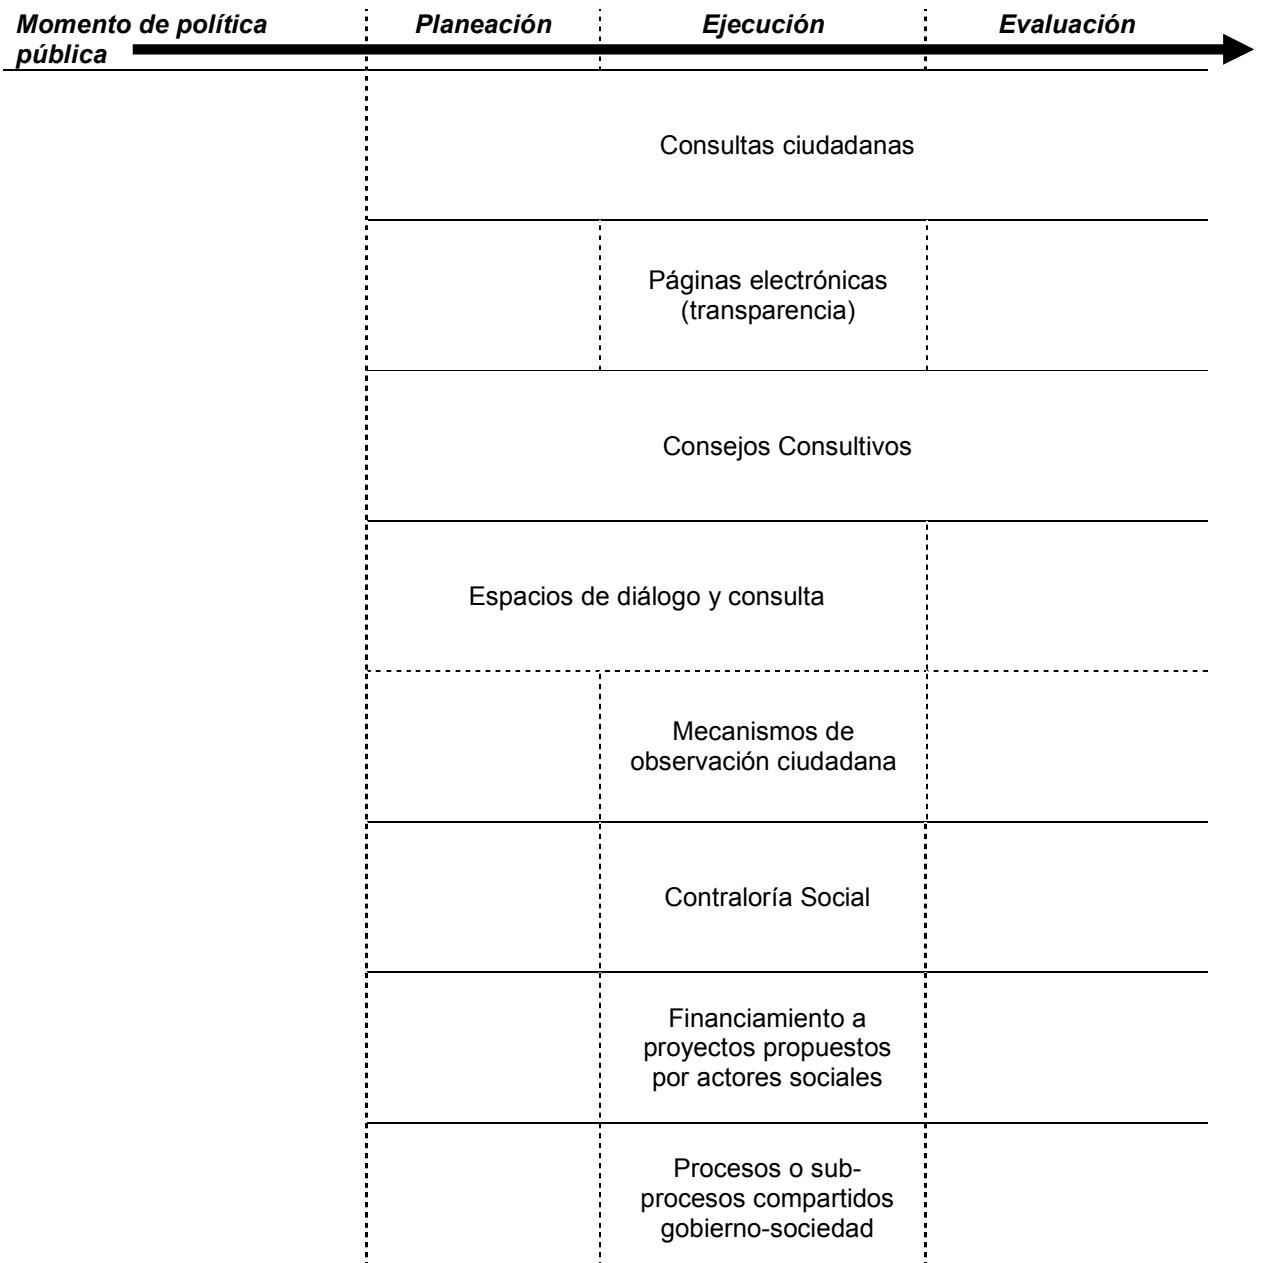 Momento de política Planeación Ejecución Evaluación
pública
Consultas ciudadanas
Páginas electrónicas
(transparencia)
Consejos Consultivos
Espacios de diálogo y consulta
Mecanismos de
observación ciudadana
Contraloría Social
Financiamiento a
proyectos propuestos
por actores sociales
Procesos o sub-
procesos compartidos
gobierno-sociedad